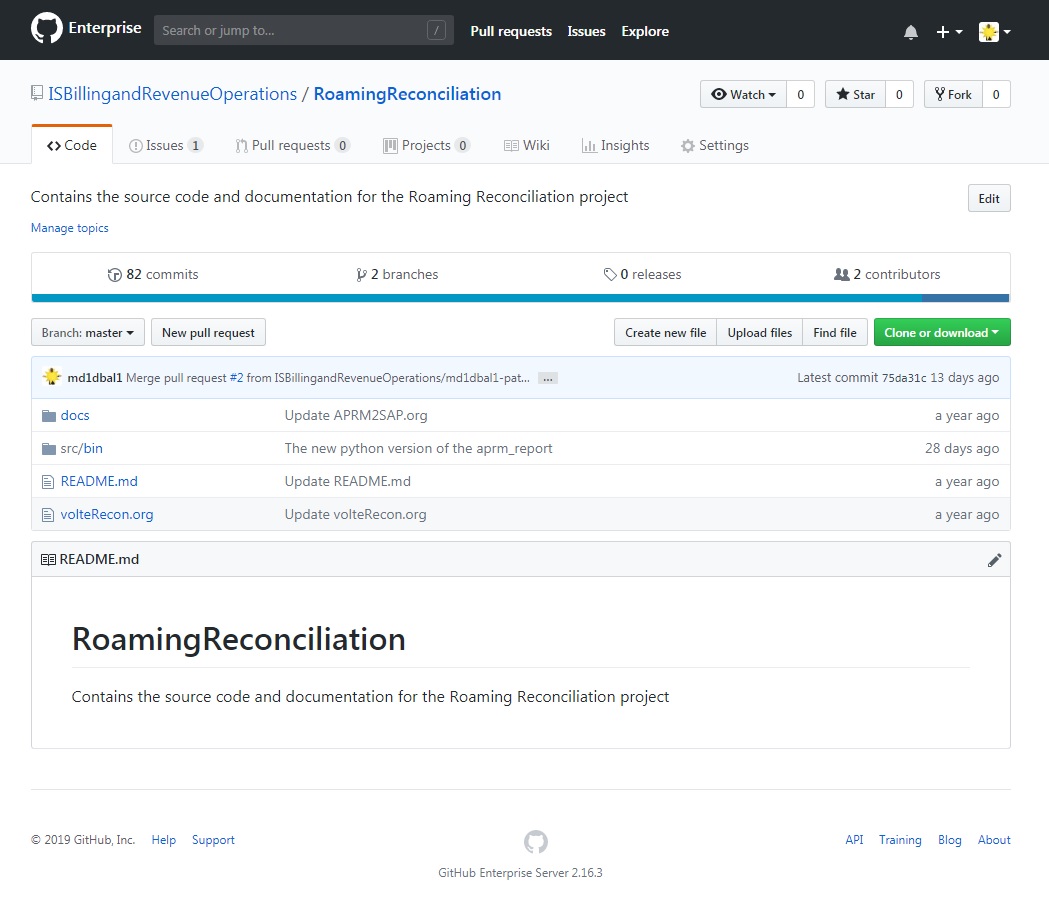 Enterprise Search or jump to... / Pull requests Issues Explore
ISBillingandRevenueOperations / RoamingReconciliation Watch 0 Star 0 Fork 0
Code Issues 1 Pull requests 0 Projects 0 Wiki Insights Settings
Contains the source code and documentation for the Roaming Reconciliation project Edit
Manage topics
82 commits 2 branches 0 releases 2 contributors
Branch: master New pull request Create new file Upload files Find file Clone or download
md1dbal1 Merge pull request #2 from ISBillingandRevenueOperations/md1dbal1-pat... ... Latest commit 75da31c 13 days ago
docs Update APRM2SAP.org a year ago
src/bin The new python version of the aprm_report 28 days ago
README.md Update README.md a year ago
volteRecon.org Update volteRecon.org a year ago
README.md
RoamingReconciliation
Contains the source code and documentation for the Roaming Reconciliation project
© 2019 GitHub, Inc. Help Support API Training Blog About
GitHub Enterprise Server 2.16.3